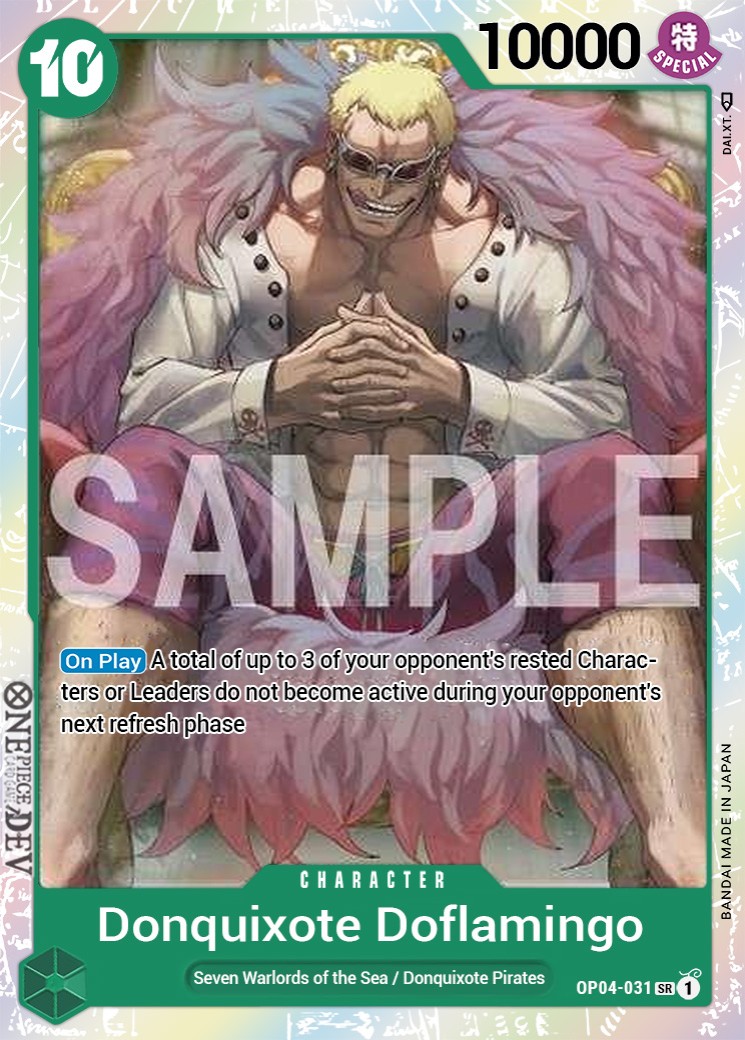 10
10000
特
SPECIAL
DAI.XT.
SAMPLE
On Play A total of up to 3 of your opponent's rested Charac-
ters or Leaders do not become active during your opponent's
next refresh phase
ONE PIECE DEV
BANDAI MADE IN JAPAN
CHARACTER
Donquixote Doflamingo
Seven Warlords of the Sea / Donquixote Pirates
OP04-031 SR 1